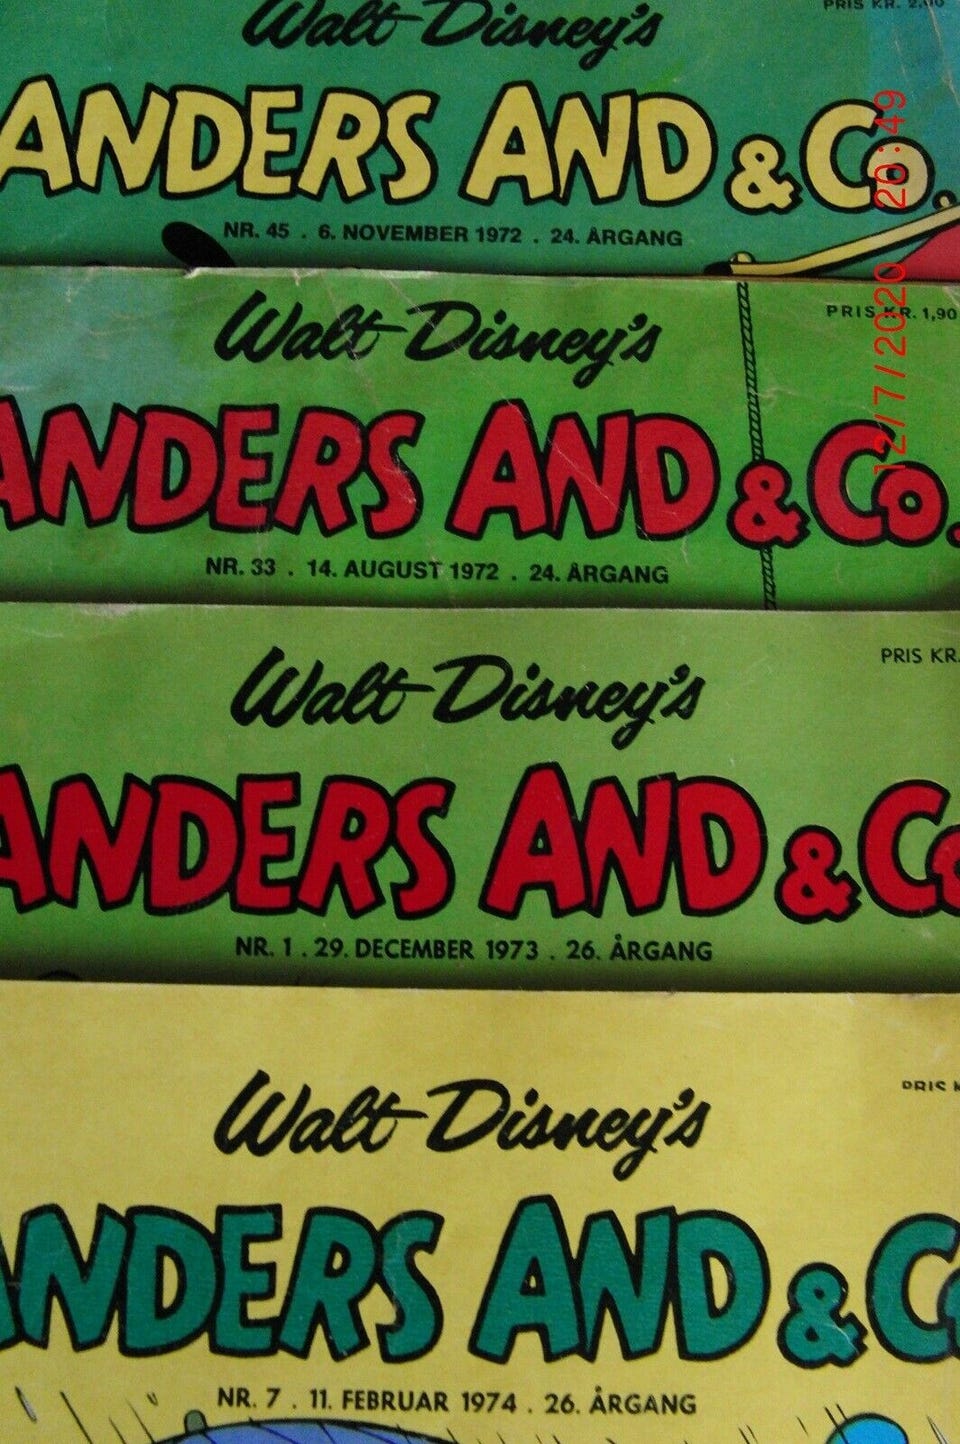 PRIS KR. 2,00
Walt Disney's
ANDERS AND & Co.
NR. 45 . 6. NOVEMBER 1972 . 24. ÅRGANG
Walt Disney's
PRIS KR. 1,90
ANDERS AND & Co.
NR. 33 . 14. AUGUST 1972 . 24. ÅRGANG
Walt Disney's
PRIS KR.
ANDERS AND & Co
NR. 1 . 29. DECEMBER 1973 . 26. ÅRGANG
Walt Disney's
PRIS K
ANDERS AND & Co
NR. 7 . 11. FEBRUAR 1974 . 26. ÅRGANG
12/7/2020 20:49